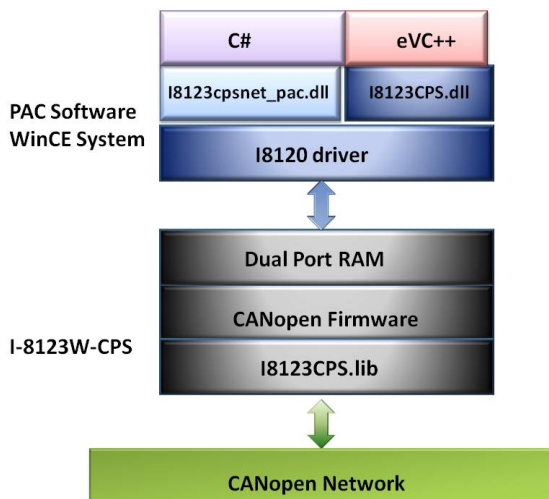 C#
eVC++
I8123cpsnet_pac.dll
I8123CPS.dll
PAC Software
WinCE System
I8120 driver
Dual Port RAM
CANopen Firmware
I-8123W-CPS
I8123CPS.lib
CANopen Network